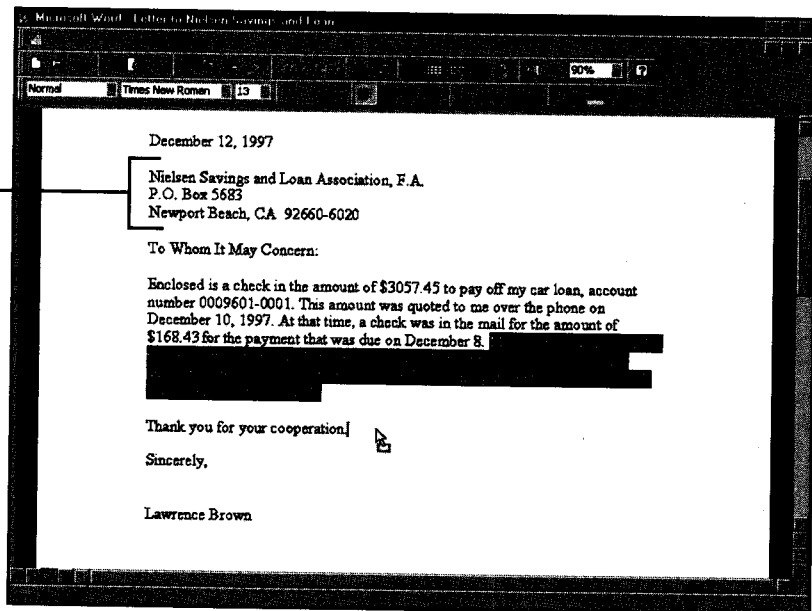 Microsoft Word - Letter to Nielsen Savings and Loan
90%
Normal Times New Roman 13
December 12, 1997
Nielsen Savings and Loan Association, F.A.
P.O. Box 5683
Newport Beach, CA 92660-6020
To Whom It May Concern:
Enclosed is a check in the amount of $3057.45 to pay off my car loan, account
number 0009601-0001. This amount was quoted to me over the phone on
December 10, 1997. At that time, a check was in the mail for the amount of
$168.43 for the payment that was due on December 8.
Thank you for your cooperation.
Sincerely,
Lawrence Brown